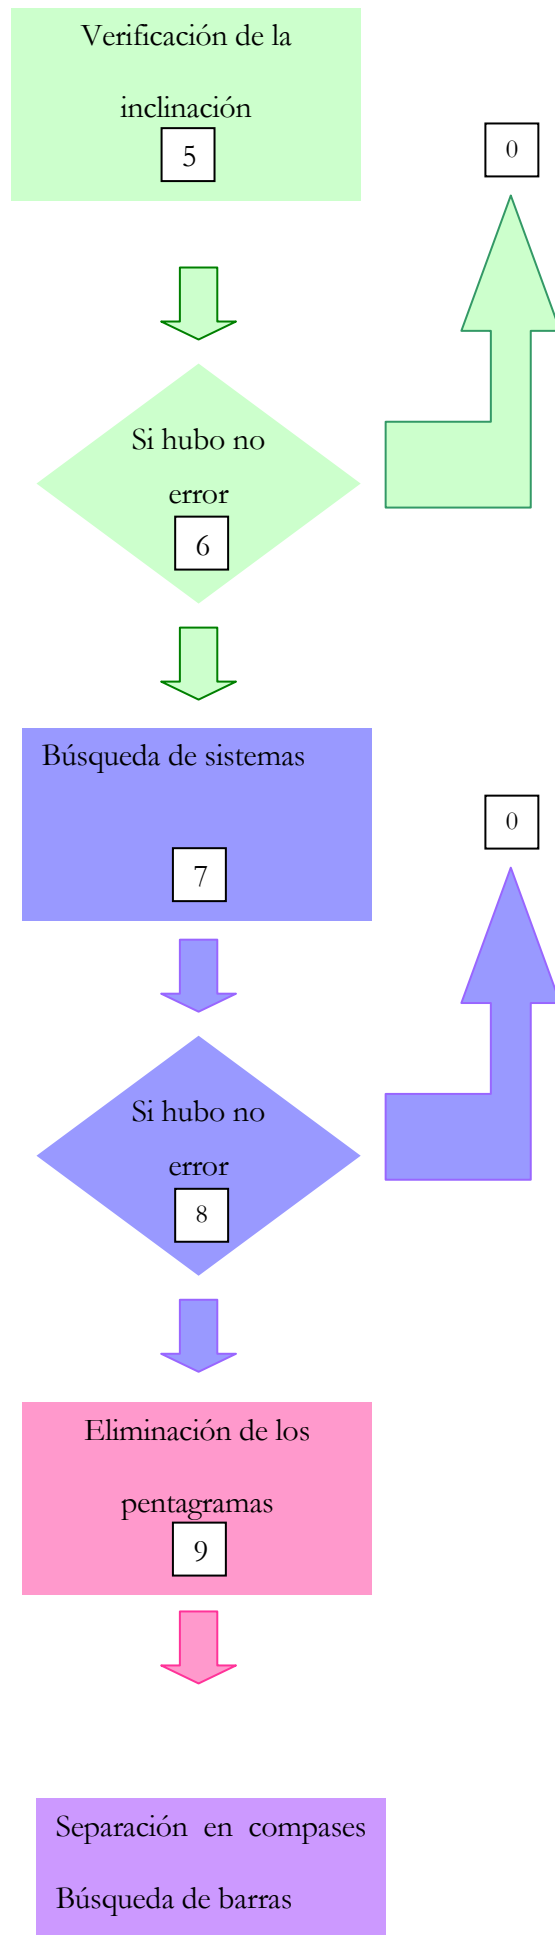 Verificación de la
inclinación
5
0
Si hubo no
error
6
Búsqueda de sistemas
7
0
Si hubo no
error
8
Eliminación de los
pentagramas
9
Separación en compases
Búsqueda de barras